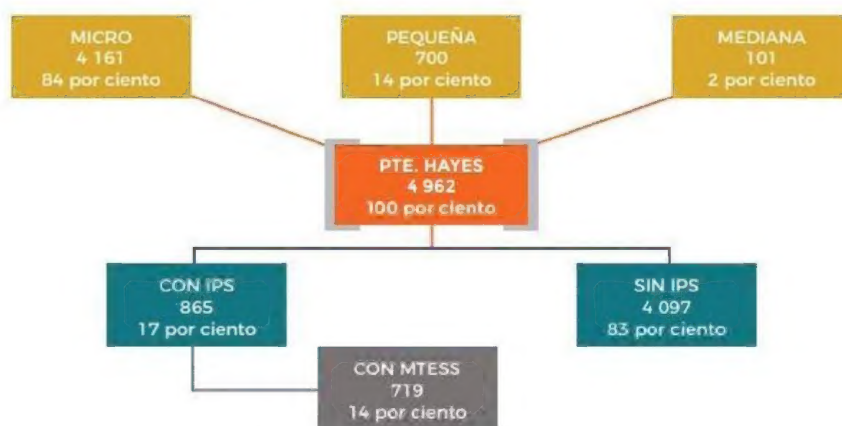 MICRO
4 161
84 por ciento
PEQUEÑA
700
14 por ciento
MEDIANA
101
2 por ciento
PTE. HAYES
4 962
100 por ciento
CON IPS
865
17 por ciento
SIN IPS
4 097
83 por ciento
CON MTESS
719
14 por ciento